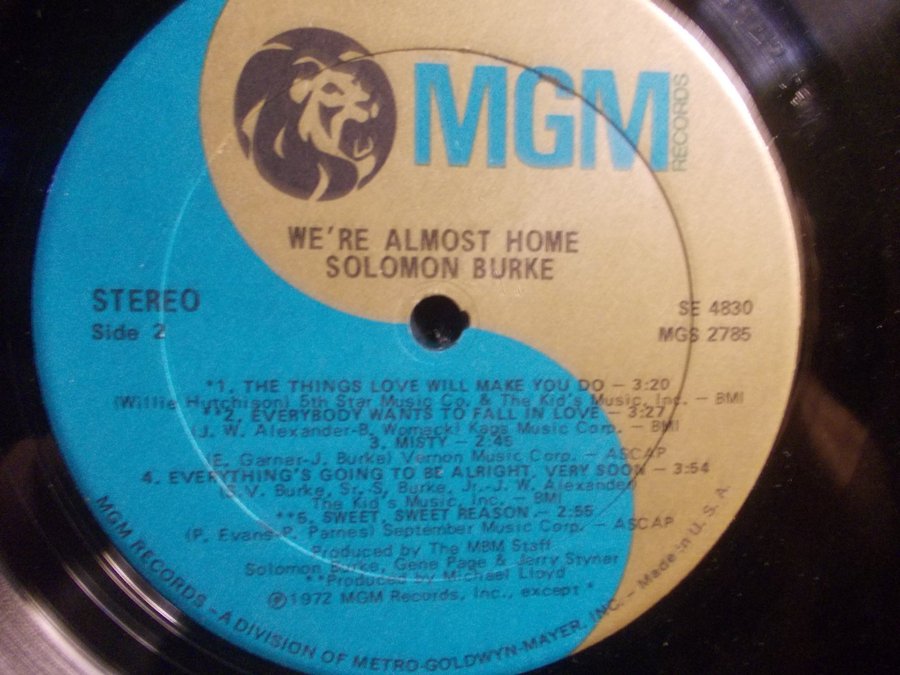 MGM
RECORDS
WE'RE ALMOST HOME
SOLOMON BURKE
STEREO
Side 2
SE 4830
MGS 2785
*1. THE THINGS LOVE WILL MAKE YOU DO — 3:20
(Willie Hutchison) 5th Star Music Co. & The Kid's Music, Inc. — BMI
**2. EVERYBODY WANTS TO FALL IN LOVE — 3:27
(J. W. Alexander-B. Womack) Kags Music Corp. — BMI
3. MISTY — 2:45
(E. Garner-J. Burke) Vernon Music Corp. — ASCAP
4. EVERYTHING'S GOING TO BE ALRIGHT, VERY SOON — 3:54
(S.V. Burke, Sr.-S. Burke, Jr.-J. W. Alexander)
The Kid's Music, Inc. — BMI
**5. SWEET, SWEET REASON — 2:55
(P. Evans-P. Parnes) September Music Corp. — ASCAP
Produced by The MBM Staff
Solomon Burke, Gene Page & Jerry Styner
**Produced by Michael Lloyd
Ⓟ1972 MGM Records, Inc., except *
MGM RECORDS — A DIVISION OF METRO-GOLDWYN-MAYER, INC. — Made in U. S. A.